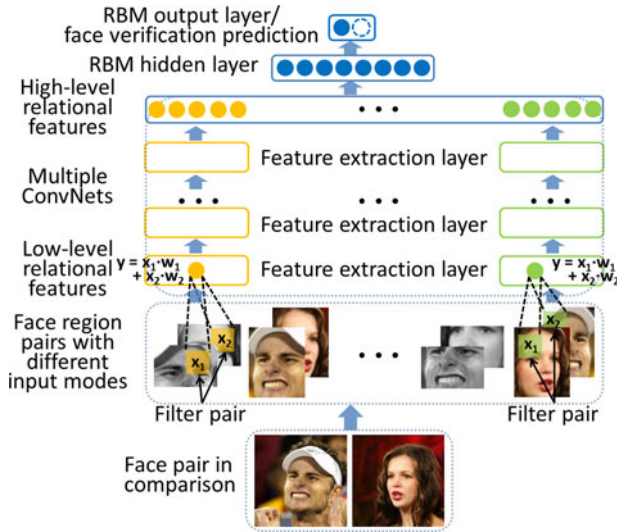 RBM output layer/
face verification prediction
RBM hidden layer
High-level
relational
features
Feature extraction layer
Multiple
ConvNets
Feature extraction layer
Low-level
relational
features
y = x₁·w₁
+ x₂·w₂
Feature extraction layer
y = x₁·w₁
+ x₂·w₂
Face region
pairs with
different
input modes
x₁
x₂
x₁
x₂
Filter pair
Filter pair
Face pair in
comparison